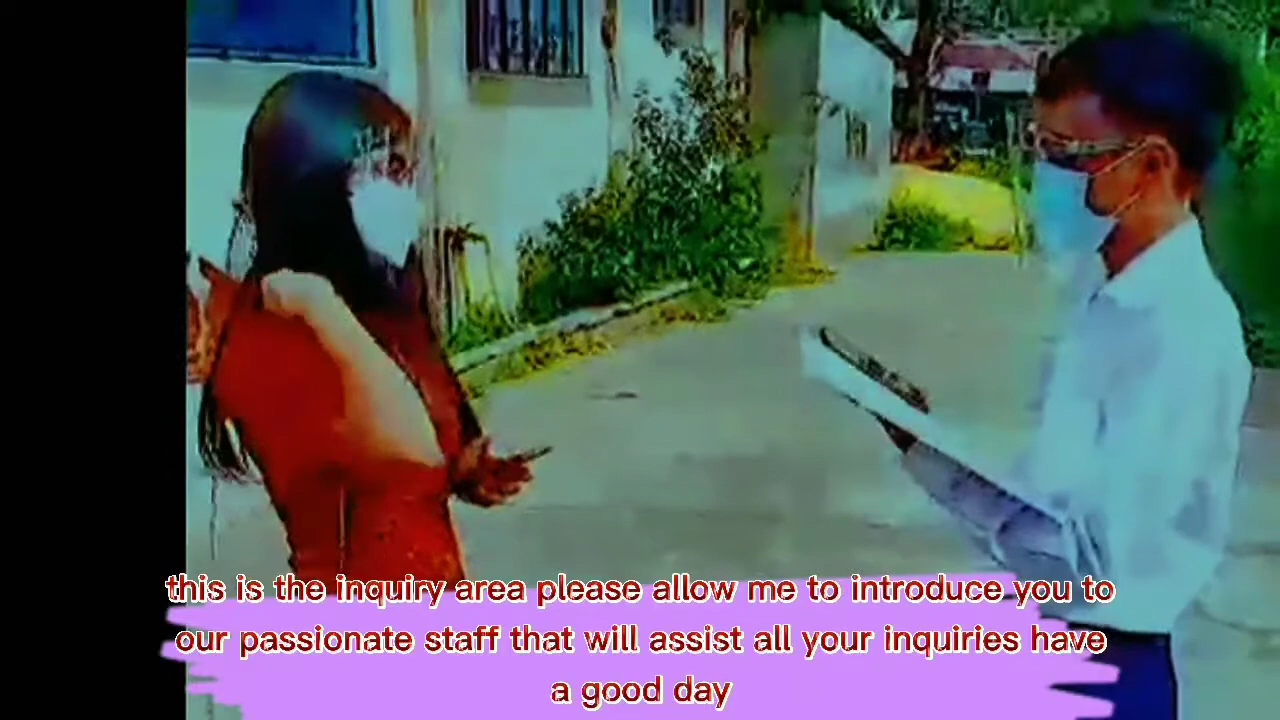 this is the inquiry area please allow me to introduce you to
our passionate staff that will assist all your inquiries have
a good day